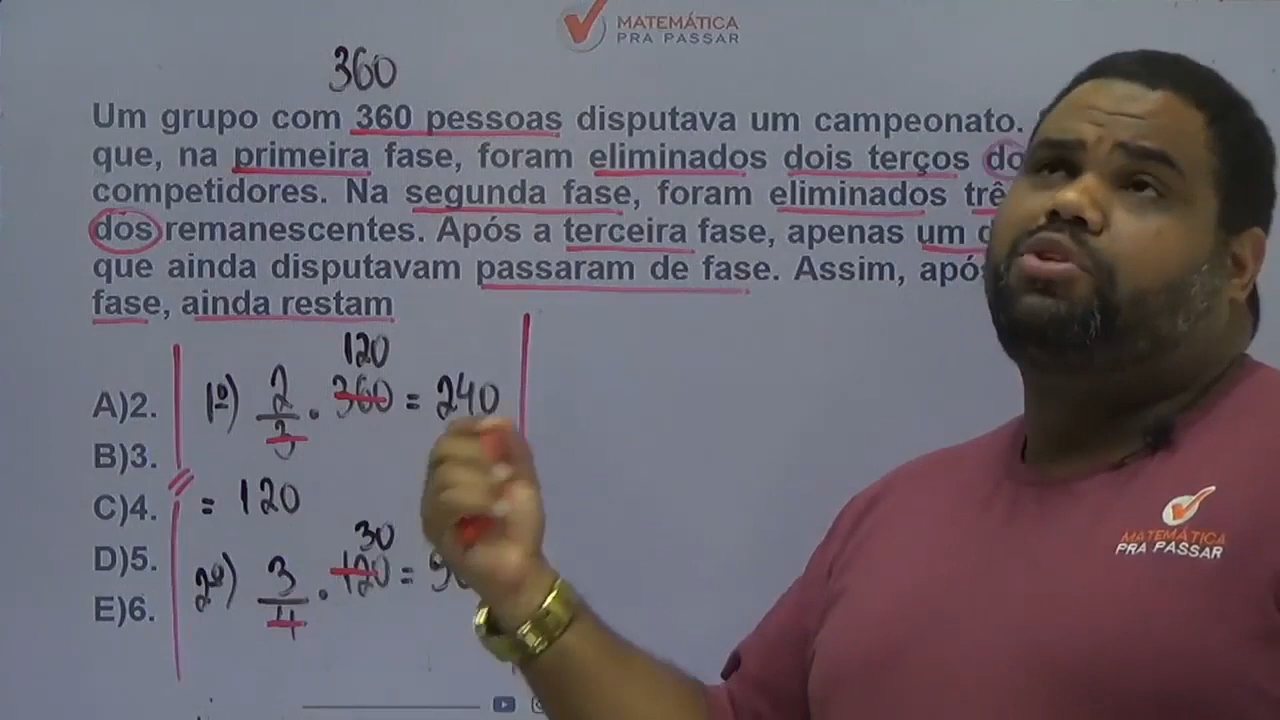 MATEMÁTICA
PRA PASSAR
360
Um grupo com 360 pessoas disputava um campeonato.
que, na primeira fase, foram eliminados dois terços do
competidores. Na segunda fase, foram eliminados trê
dos remanescentes. Após a terceira fase, apenas um
que ainda disputavam passaram de fase. Assim, após
fase, ainda restam
A)2.
B)3.
C)4.
D)5.
E)6.
120
1º) 2/3 . 360 = 240
= 120
30
2º) 3/4 . 120 =
MATEMÁTICA
PRA PASSAR